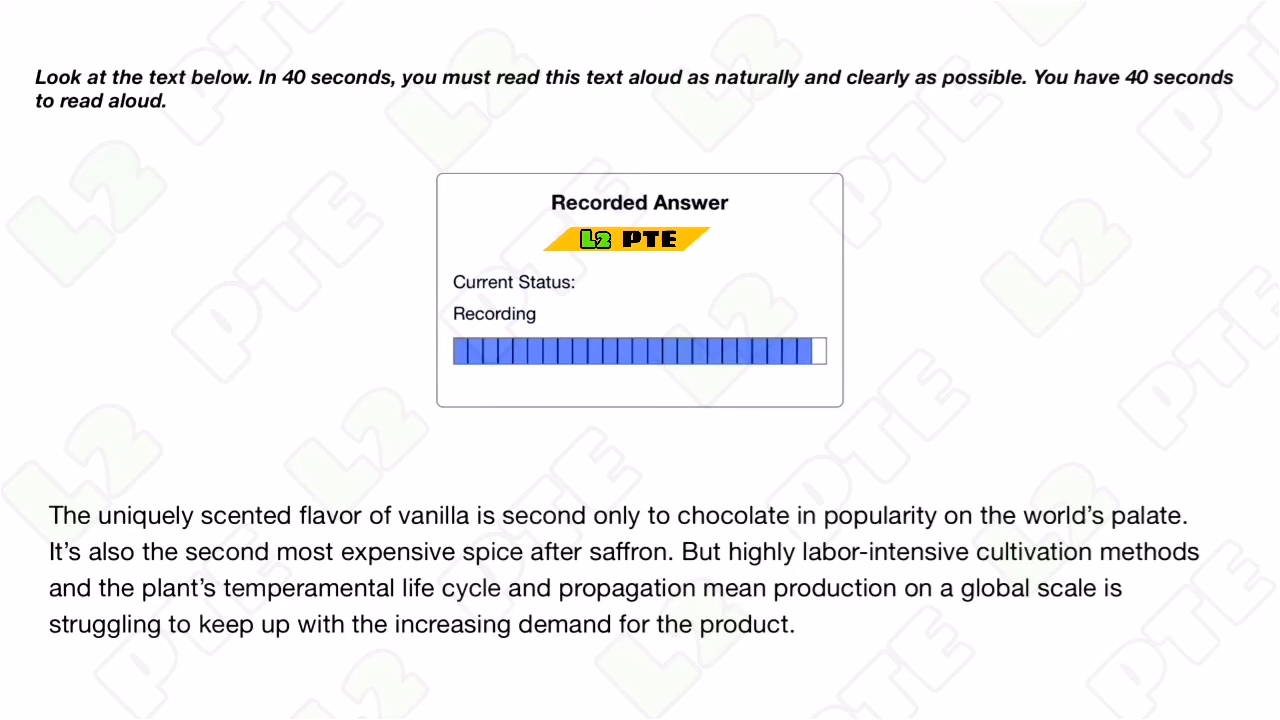 Look at the text below. In 40 seconds, you must read this text aloud as naturally and clearly as possible. You have 40 seconds
to read aloud.
Recorded Answer
L2 PTE
Current Status:
Recording
The uniquely scented flavor of vanilla is second only to chocolate in popularity on the world’s palate.
It’s also the second most expensive spice after saffron. But highly labor-intensive cultivation methods
and the plant’s temperamental life cycle and propagation mean production on a global scale is
struggling to keep up with the increasing demand for the product.